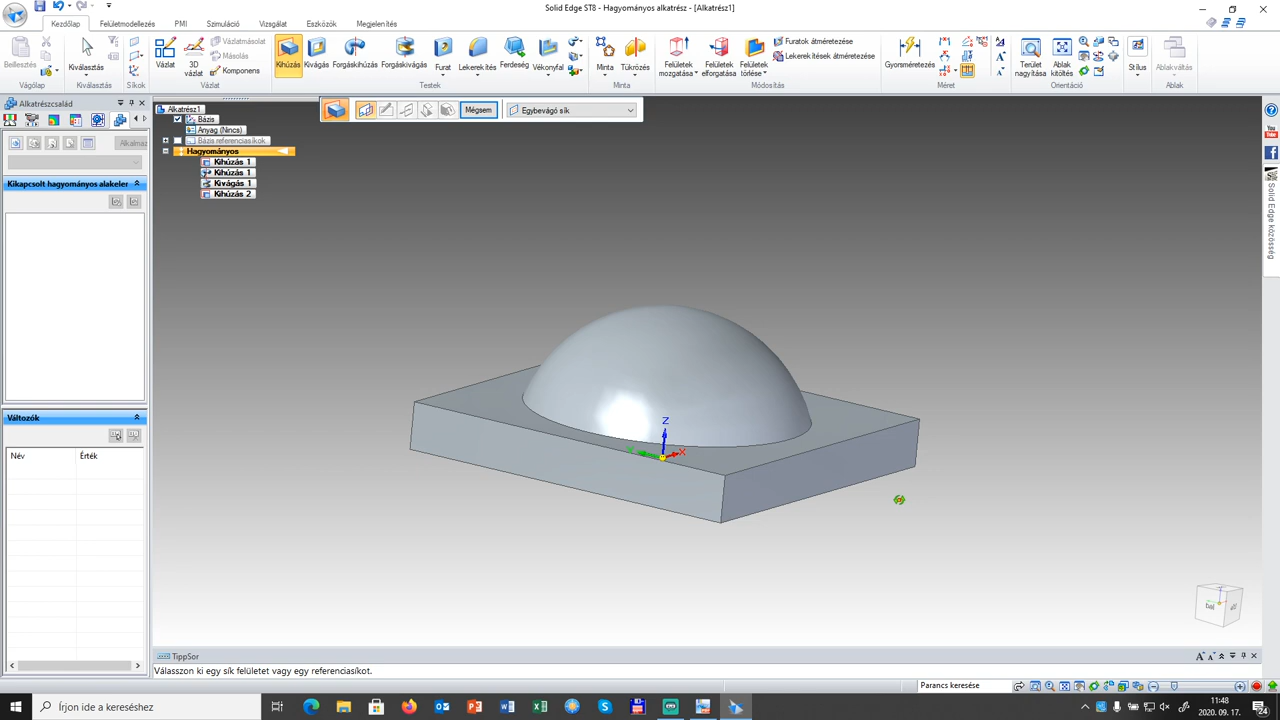 Solid Edge ST8 - Hagyományos alkatrész - [Alkatrész1]
Kezdőlap
Felületmodellezés
PMI
Szimuláció
Vizsgálat
Eszközök
Megjelenítés
Beillesztés
Kiválasztás
Vázlat
3D vázlat
Vázlatmásolat
Másolás
Komponens
Kihúzás
Kivágás
Forgáskihúzás
Forgáskivágás
Furat
Lekerekítés
Ferdeség
Vékonyfal
Minta
Tükrözés
Felületek mozgatása
Felületek elforgatása
Felületek törlése
Furatok átméretezése
Lekerekítések átméretezése
Gyorsméretezés
Terület nagyítása
Ablak kitöltés
Stílus
Ablakváltás
Vágólap
Kiválasztás
Síkok
Vázlat
Testek
Minta
Módosítás
Méret
Orientáció
Ablak
Alkatrészcsalád
Alkalmaz
Kikapcsolt hagyományos alakeler
Változók
Név
Érték
Alkatrész1
Bázis
Anyag (Nincs)
Bázis referenciasíkok
Hagyományos
Kihúzás 1
Kihúzás 1
Kivágás 1
Kihúzás 2
Mégsem
Egybevágó sík
Solid Edge közösség
Z
Y
X
bal
TippSor
Válasszon ki egy sík felületet vagy egy referenciasíkot.
Parancs keresése
Írjon ide a kereséshez
11:48
2020. 09. 17.
24